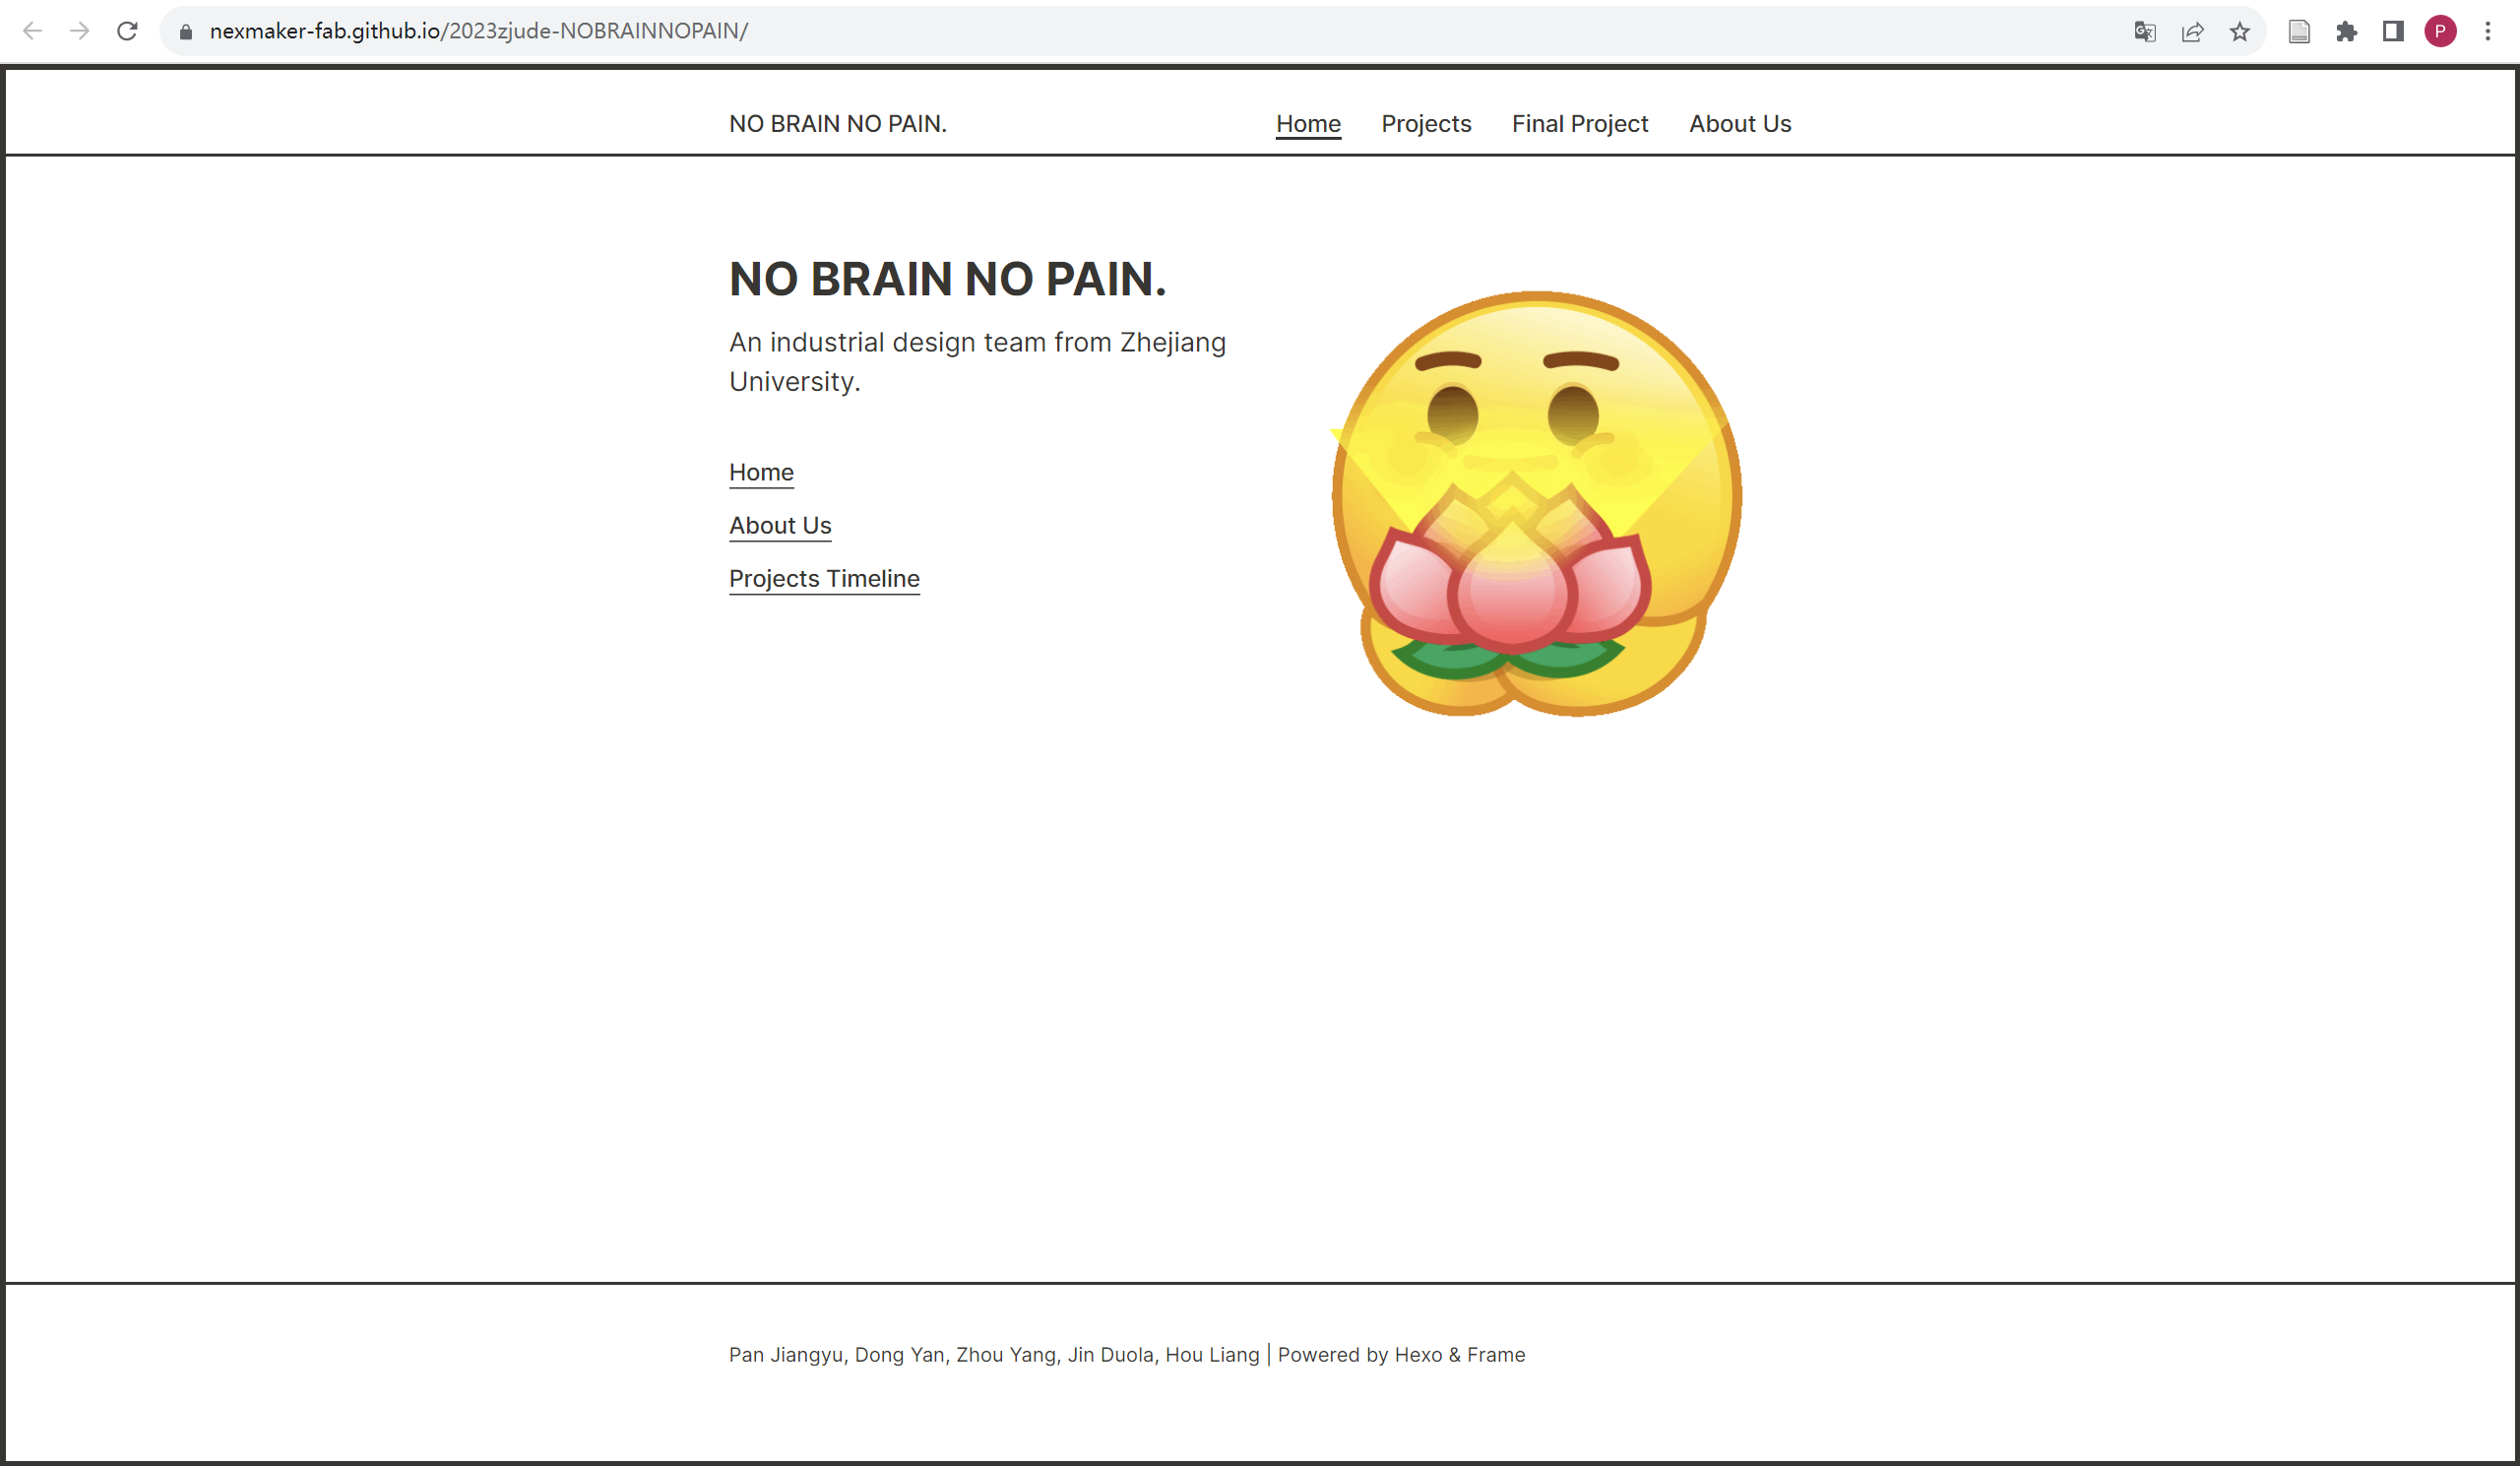 nexmaker-fab.github.io/2023zjude-NOBRAINNOPAIN/
P
NO BRAIN NO PAIN.
Home Projects Final Project About Us
NO BRAIN NO PAIN.
An industrial design team from Zhejiang
University.
Home
About Us
Projects Timeline
Pan Jiangyu, Dong Yan, Zhou Yang, Jin Duola, Hou Liang | Powered by Hexo & Frame